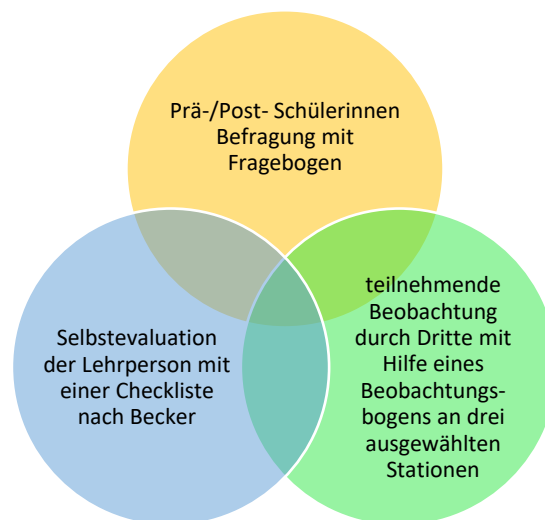 Prä-/Post- Schülerinnen
Befragung mit
Fragebogen
Selbstevaluation
der Lehrperson mit
einer Checkliste
nach Becker
teilnehmende
Beobachtung
durch Dritte mit
Hilfe eines
Beobachtungs-
bogens an drei
ausgewählten
Stationen